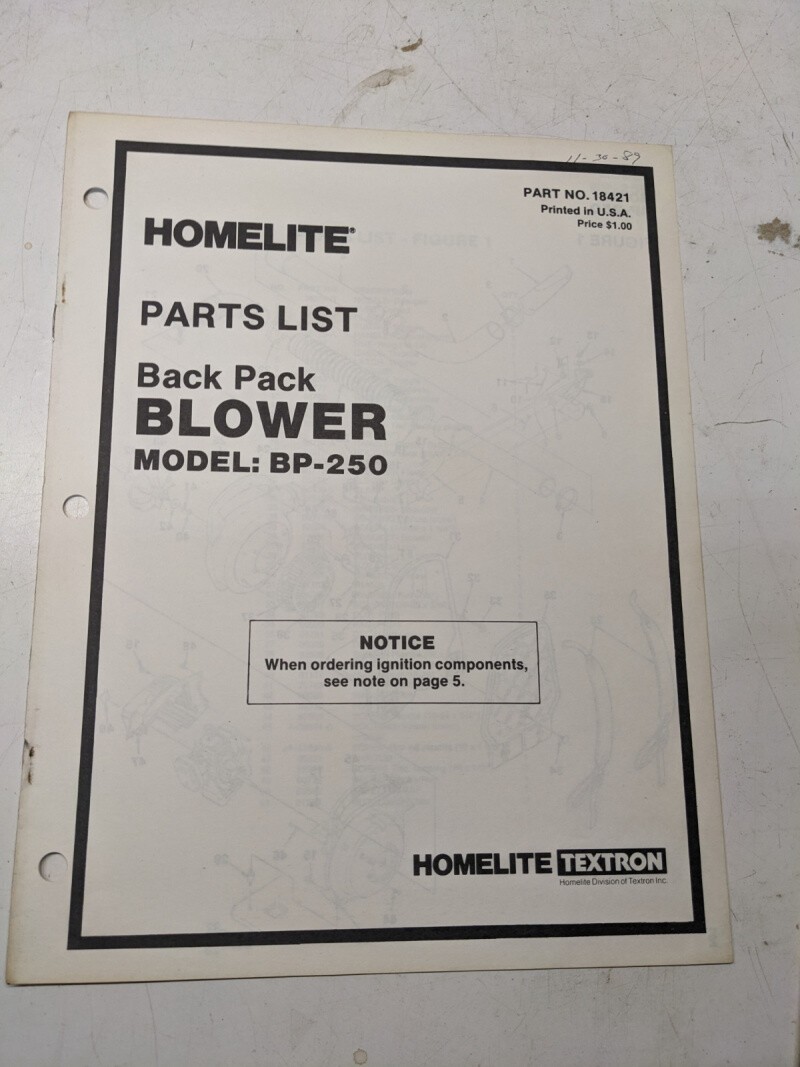 11-30-89
PART NO. 18421
Printed in U.S.A.
Price $1.00
HOMELITE®
PARTS LIST
Back Pack
BLOWER
MODEL: BP-250
NOTICE
When ordering ignition components,
see note on page 5.
HOMELITE TEXTRON
Homelite Division of Textron Inc.